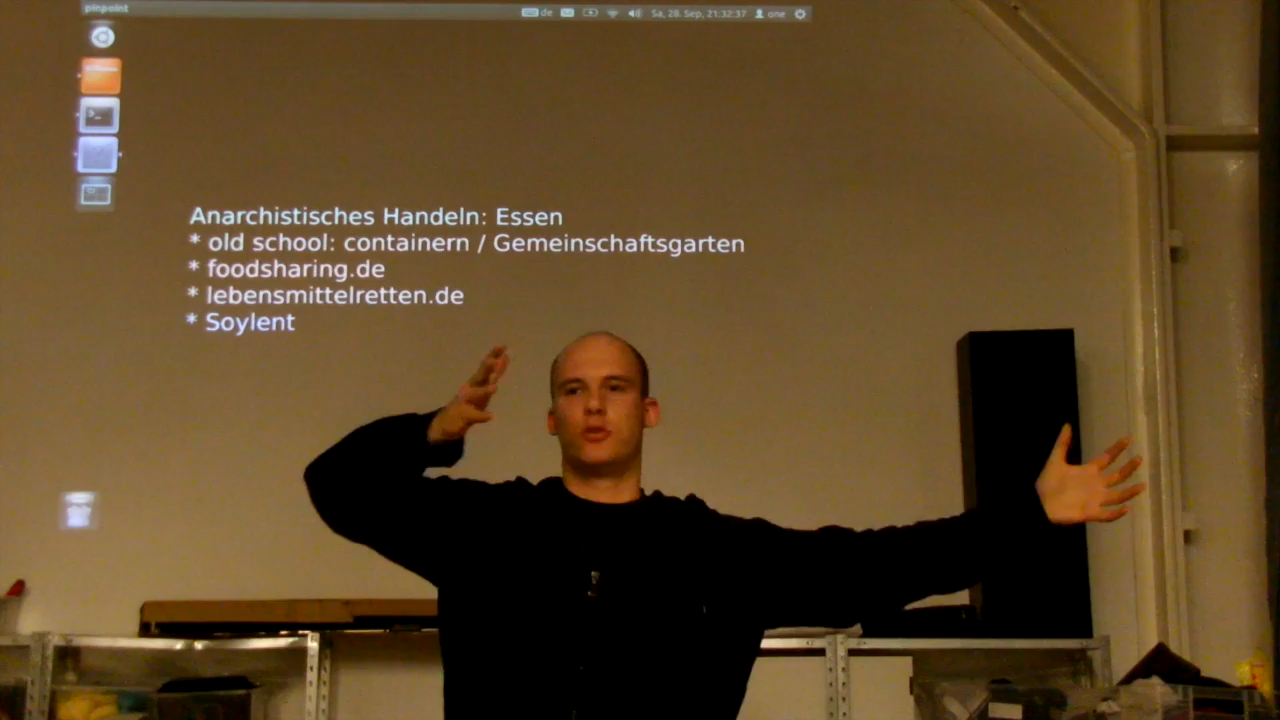 pinpoint
de Sa, 28. Sep, 21:32:37 one
Anarchistisches Handeln: Essen
* old school: containern / Gemeinschaftsgarten
* foodsharing.de
* lebensmittelretten.de
* Soylent